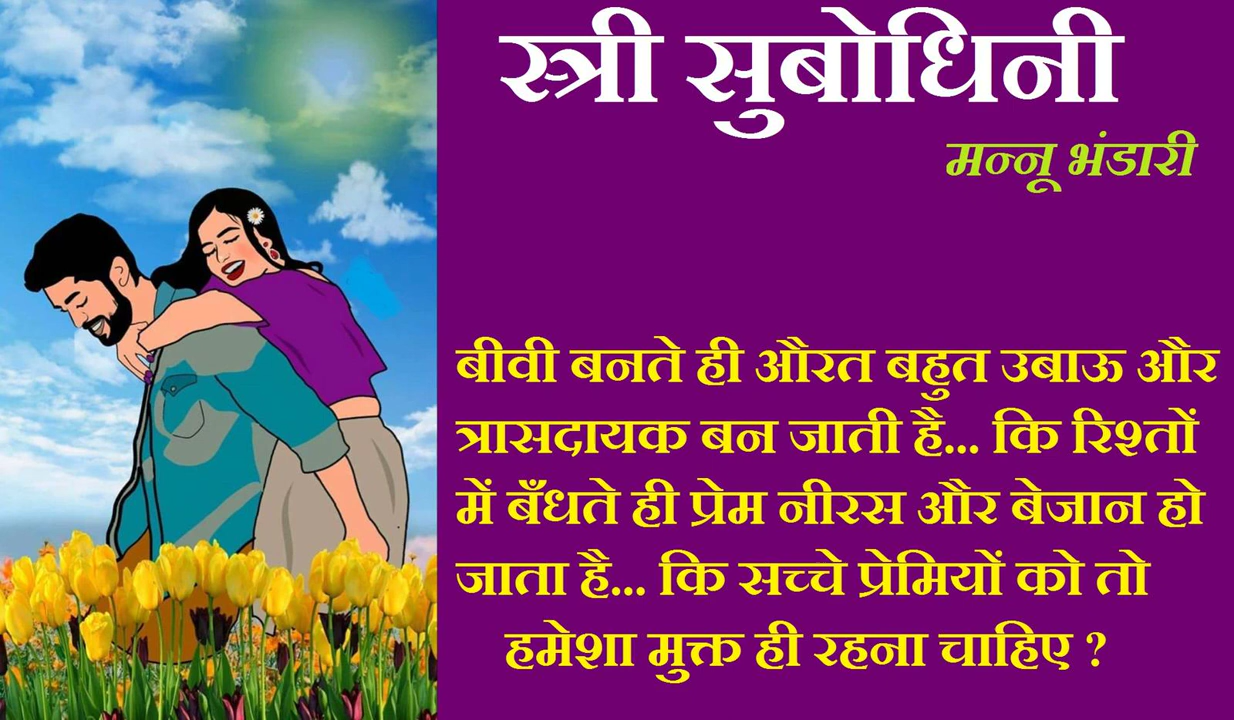 स्त्री सुबोधिनी
मन्नू भंडारी
बीवी बनते ही औरत बहुत उबाऊ और
त्रासदायक बन जाती है... कि रिश्तों
में बँधते ही प्रेम नीरस और बेजान हो
जाता है... कि सच्चे प्रेमियों को तो
हमेशा मुक्त ही रहना चाहिए ?